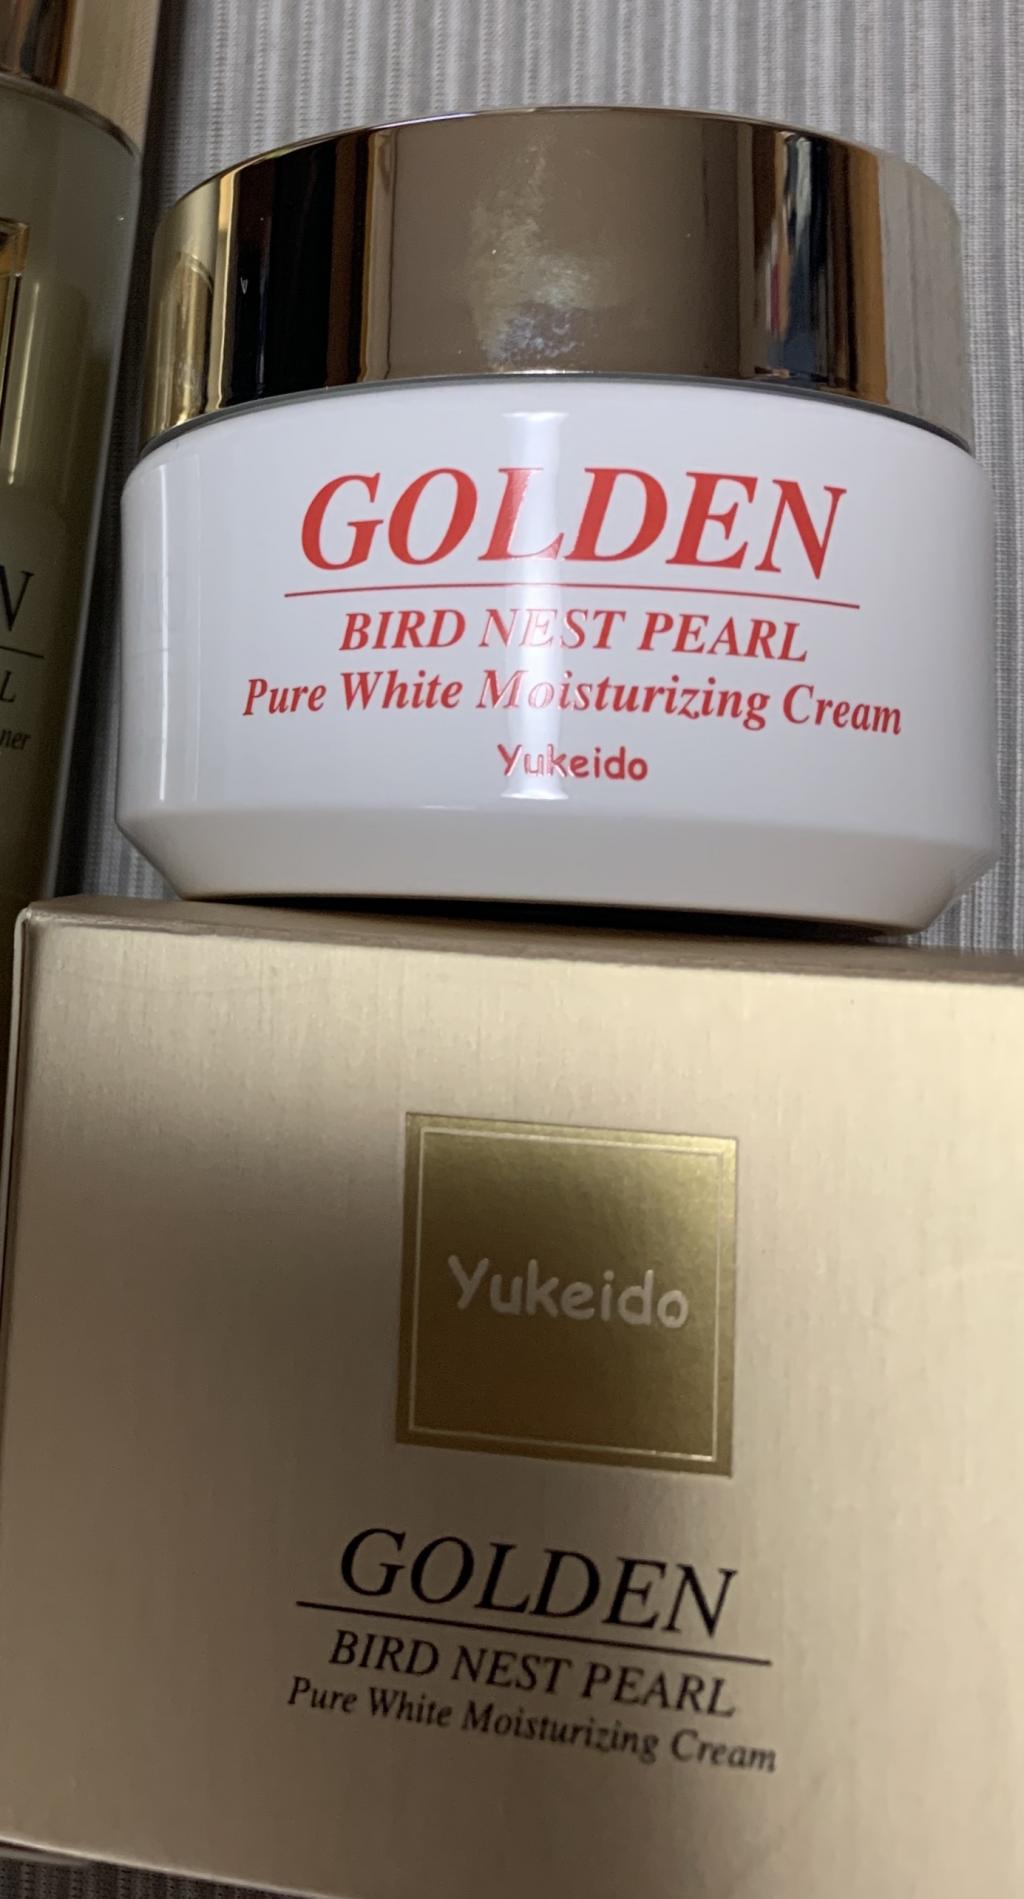 GOLDEN
BIRD NEST PEARL
Pure White Moisturizing Cream
Yukeido
Yukeido
GOLDEN
BIRD NEST PEARL
Pure White Moisturizing Cream